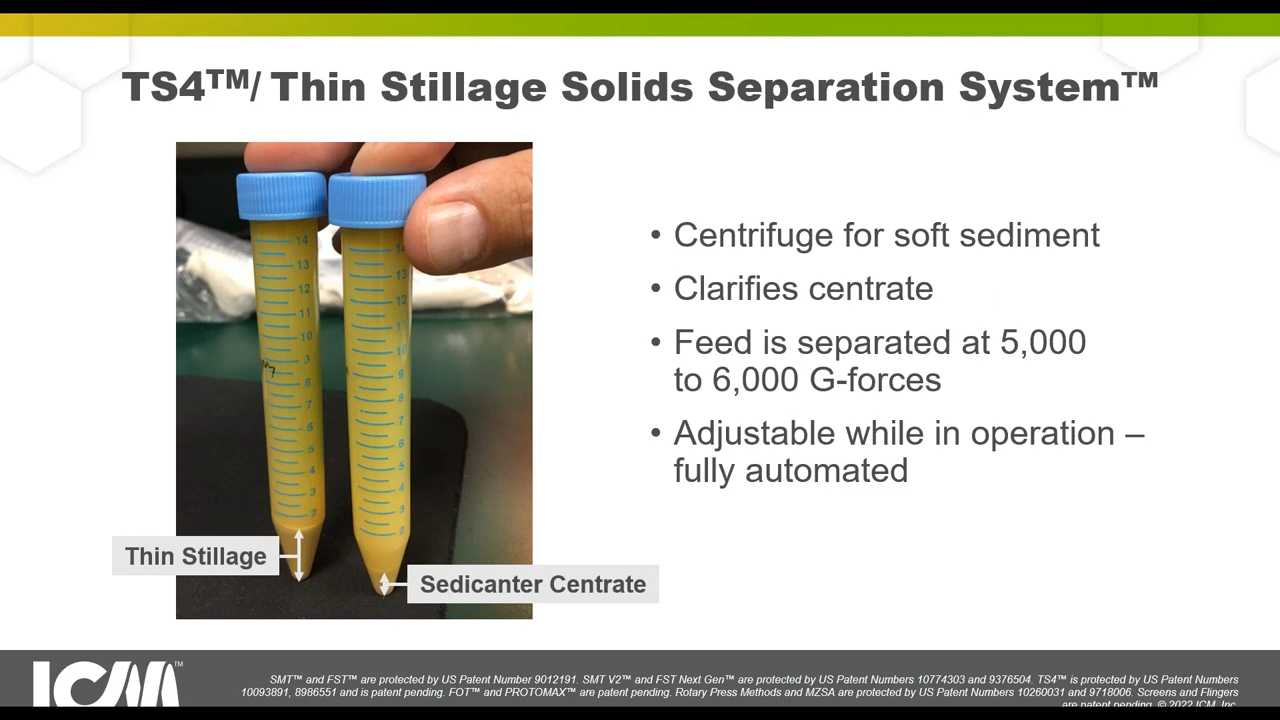 TS4™/ Thin Stillage Solids Separation System™
• Centrifuge for soft sediment
• Clarifies centrate
• Feed is separated at 5,000
to 6,000 G-forces
• Adjustable while in operation –
fully automated
14
13
12
11
10
9
8
7
6
5
4
3
2
13
12
11
10
9
8
7
6
5
4
3
2
Thin Stillage
Sedicanter Centrate
ICM™
SMT™ and FST™ are protected by US Patent Number 9012191. SMT V2™ and FST Next Gen™ are protected by US Patent Numbers 10774303 and 9376504. TS4™ is protected by US Patent Numbers
10093891, 8986551 and is patent pending. FOT™ and PROTOMAX™ are patent pending. Rotary Press Methods and MZSA are protected by US Patent Numbers 10260031 and 9718006. Screens and Flingers
are patent pending. © 2022 ICM, Inc.